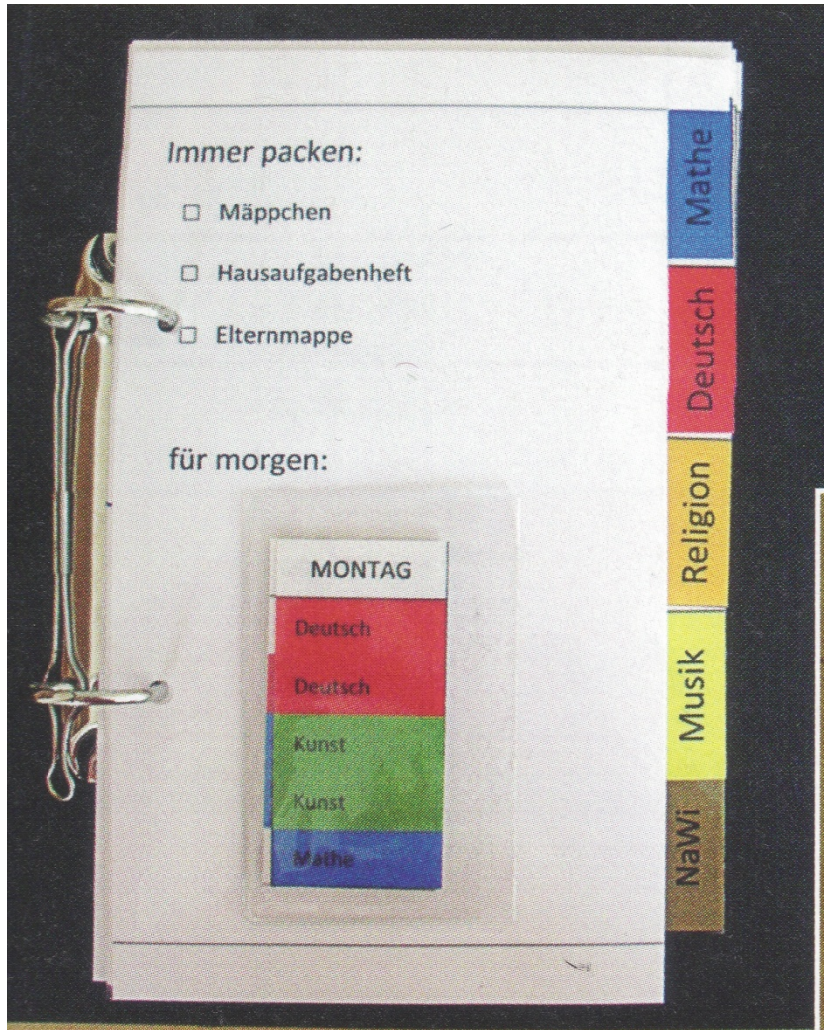 Immer packen:
☐ Mäppchen
☐ Hausaufgabenheft
☐ Elternmappe
für morgen:
MONTAG
Deutsch
Deutsch
Kunst
Kunst
Mathe
Mathe
Deutsch
Religion
Musik
NaWi